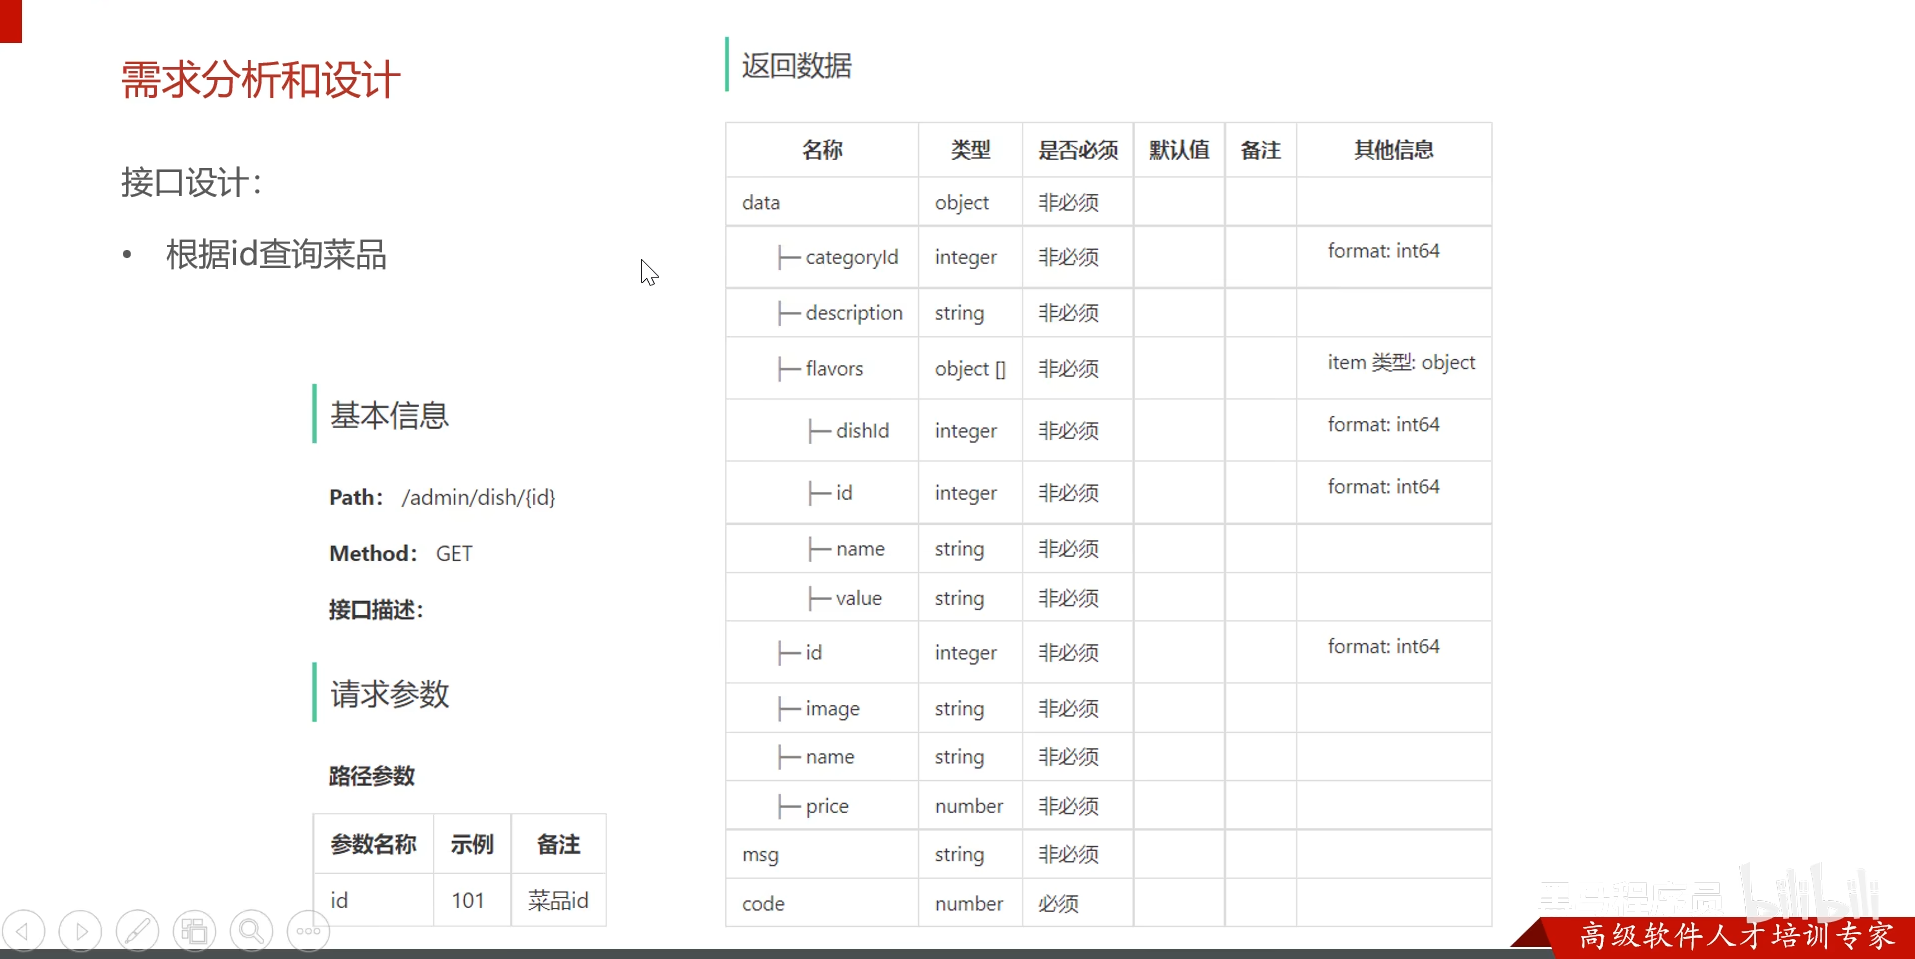 需求分析和设计
接口设计：
• 根据id查询菜品
基本信息
Path： /admin/dish/{id}
Method： GET
接口描述：
请求参数
路径参数
参数名称 示例 备注
id 101 菜品id
返回数据
名称 类型 是否必须 默认值 备注 其他信息
data object 非必须
├─ categoryId integer 非必须 format: int64
├─ description string 非必须
├─ flavors object [] 非必须 item 类型: object
├─ dishId integer 非必须 format: int64
├─ id integer 非必须 format: int64
├─ name string 非必须
├─ value string 非必须
├─ id integer 非必须 format: int64
├─ image string 非必须
├─ name string 非必须
├─ price number 非必须
msg string 非必须
code number 必须
黑马程序员 bilibili
高级软件人才培训专家